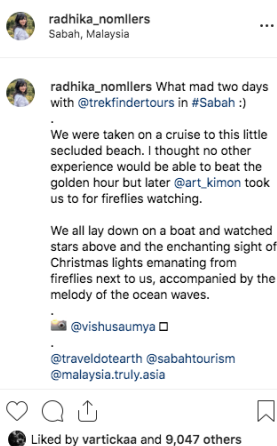 radhika_nomllers
Sabah, Malaysia
radhika_nomllers What mad two days
with @trekfindertours in #Sabah :)
.
We were taken on a cruise to this little
secluded beach. I thought no other
experience would be able to beat the
golden hour but later @art_kimon took
us to for fireflies watching.
We all lay down on a boat and watched
stars above and the enchanting sight of
Christmas lights emanating from
fireflies next to us, accompanied by the
melody of the ocean waves.
.
📸 @vishusaumya □
.
@traveldotearth @sabahtourism
@malaysia.truly.asia
Liked by vartickaa and 9,047 others